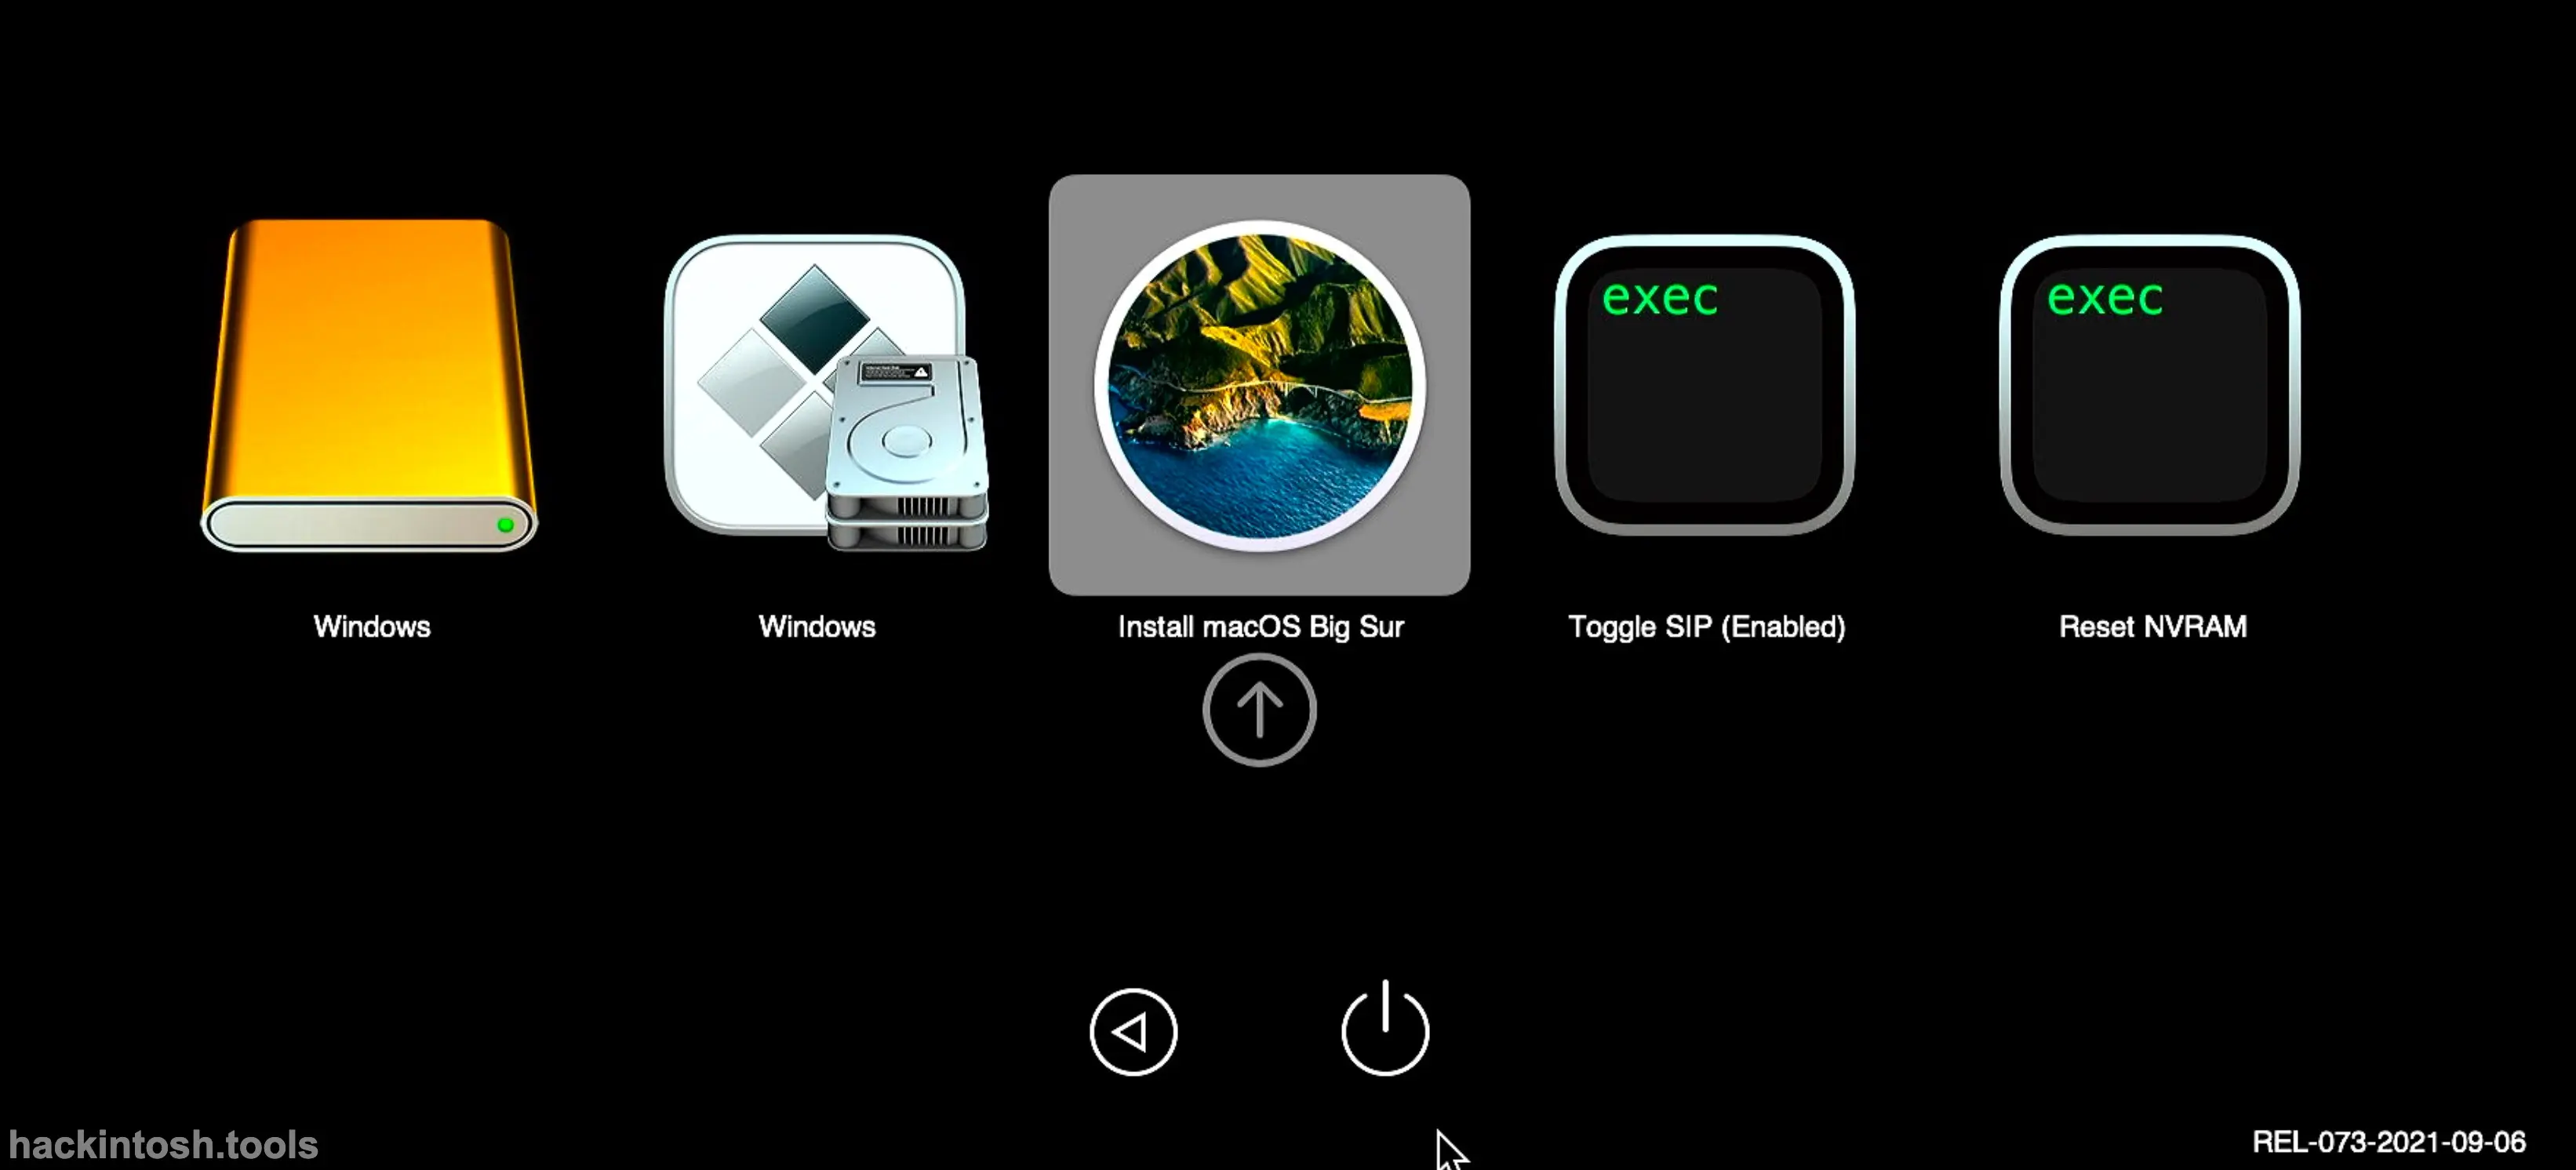 exec
exec
Windows
Windows
Install macOS Big Sur
Toggle SIP (Enabled)
Reset NVRAM
hackintosh.tools
REL-073-2021-09-06